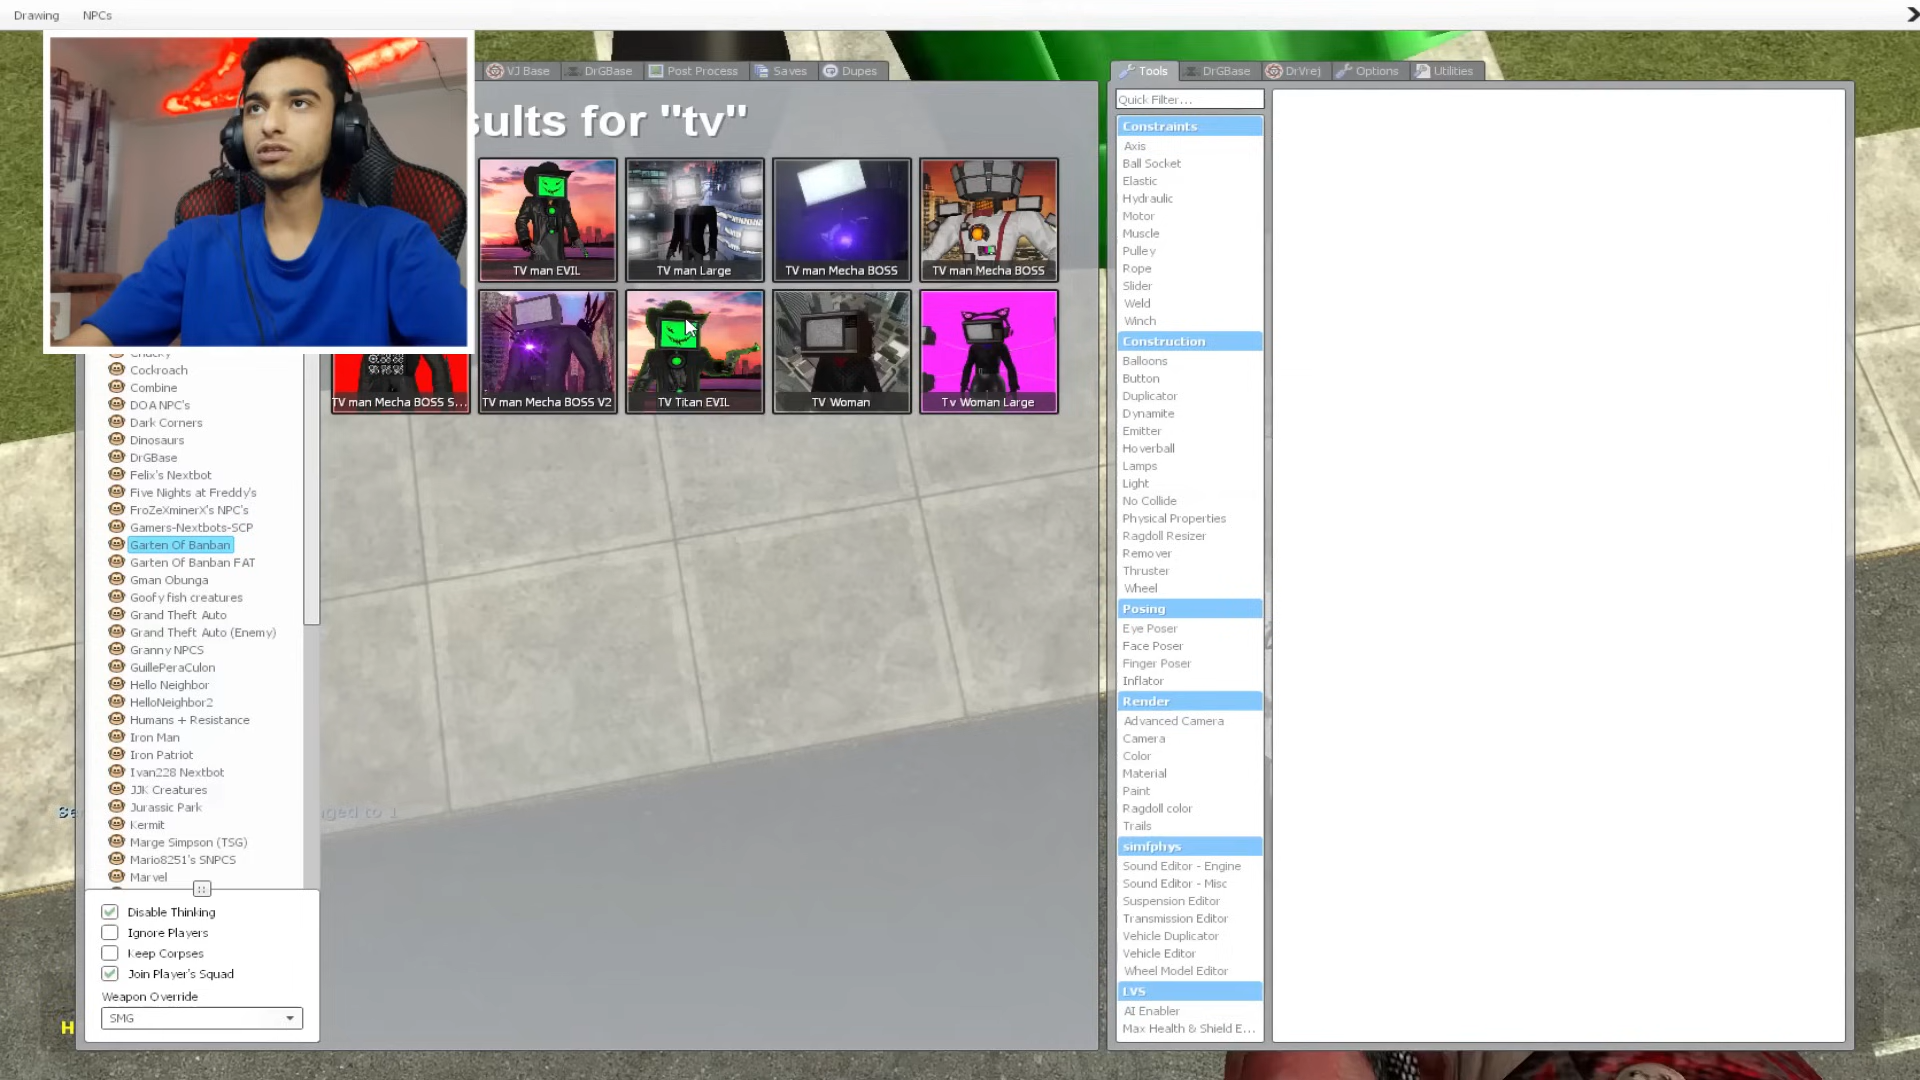 Drawing NPCs
VJ Base DrGBase Post Process Saves Dupes
sults for "tv"
TV man EVIL TV man Large TV man Mecha BOSS TV man Mecha BOSS
TV man Mecha BOSS S... TV man Mecha BOSS V2 TV Titan EVIL TV Woman Tv Woman Large
Chucky
Cockroach
Combine
DOA NPC's
Dark Corners
Dinosaurs
DrGBase
Felix's Nextbot
Five Nights at Freddy's
FroZeXminerX's NPC's
Gamers-Nextbots-SCP
Garten Of Banban
Garten Of Banban FAT
Gman Obunga
Goofy fish creatures
Grand Theft Auto
Grand Theft Auto (Enemy)
Granny NPCS
GuillePeraCulon
Hello Neighbor
HelloNeighbor2
Humans + Resistance
Iron Man
Iron Patriot
Ivan228 Nextbot
JJK Creatures
Jurassic Park
Kermit
Marge Simpson (TSG)
Mario8251's SNPCS
Marvel
Disable Thinking
Ignore Players
Keep Corpses
Join Player's Squad
Weapon Override
SMG
Se
nged to 1
H
Tools DrGBase DrVrej Options Utilities
Quick Filter...
Constraints
Axis
Ball Socket
Elastic
Hydraulic
Motor
Muscle
Pulley
Rope
Slider
Weld
Winch
Construction
Balloons
Button
Duplicator
Dynamite
Emitter
Hoverball
Lamps
Light
No Collide
Physical Properties
Ragdoll Resizer
Remover
Thruster
Wheel
Posing
Eye Poser
Face Poser
Finger Poser
Inflator
Render
Advanced Camera
Camera
Color
Material
Paint
Ragdoll color
Trails
simfphys
Sound Editor - Engine
Sound Editor - Misc
Suspension Editor
Transmission Editor
Vehicle Duplicator
Vehicle Editor
Wheel Model Editor
LVS
AI Enabler
Max Health & Shield E...